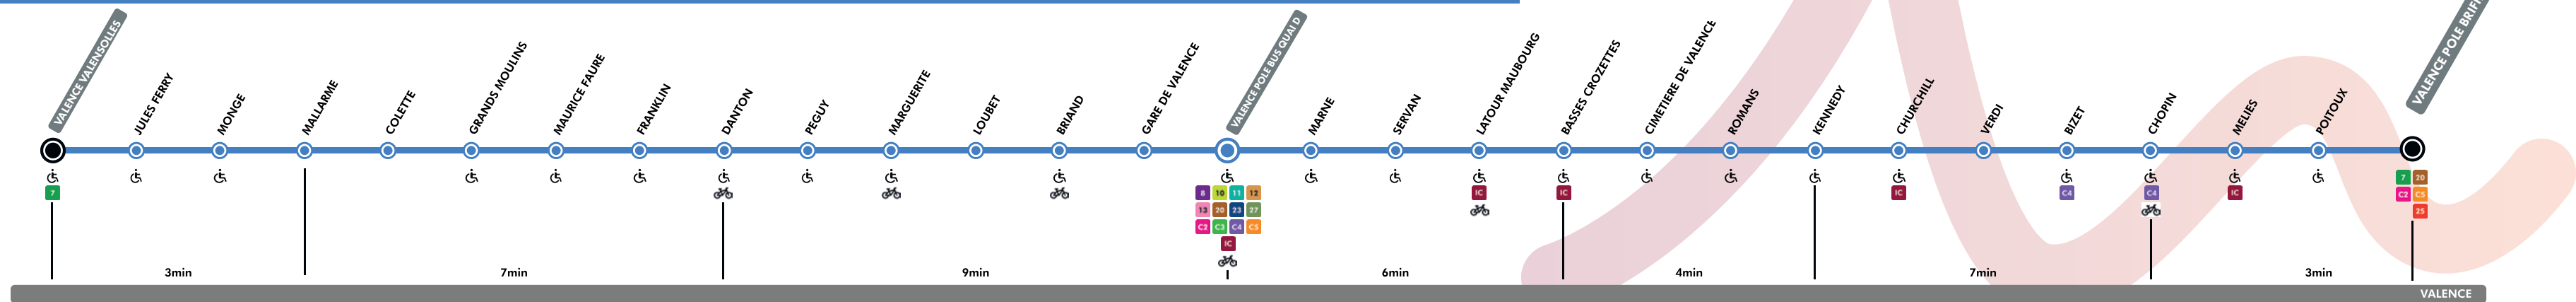 VALENCE VALENSOLLES
JULES FERRY
MONGE
MALLARME
COLETTE
GRANDS MOULINS
MAURICE FAURE
FRANKLIN
DANTON
PEGUY
MARGUERITE
LOUBET
BRIAND
GARE DE VALENCE
VALENCE POLE BUS QUAI D
MARNE
SERVAN
LATOUR MAUBOURG
BASSES CROZETTES
CIMETIERE DE VALENCE
ROMANS
KENNEDY
CHURCHILL
VERDI
BIZET
CHOPIN
MELIES
POITOUX
VALENCE POLE
7
8 10 11 12
13 20 23 27
C2 C3 C4 C5
IC
IC
IC
IC
C4
C4
IC
7 20
C2 C5
25
3min
7min
9min
6min
4min
7min
3min
VALENCE